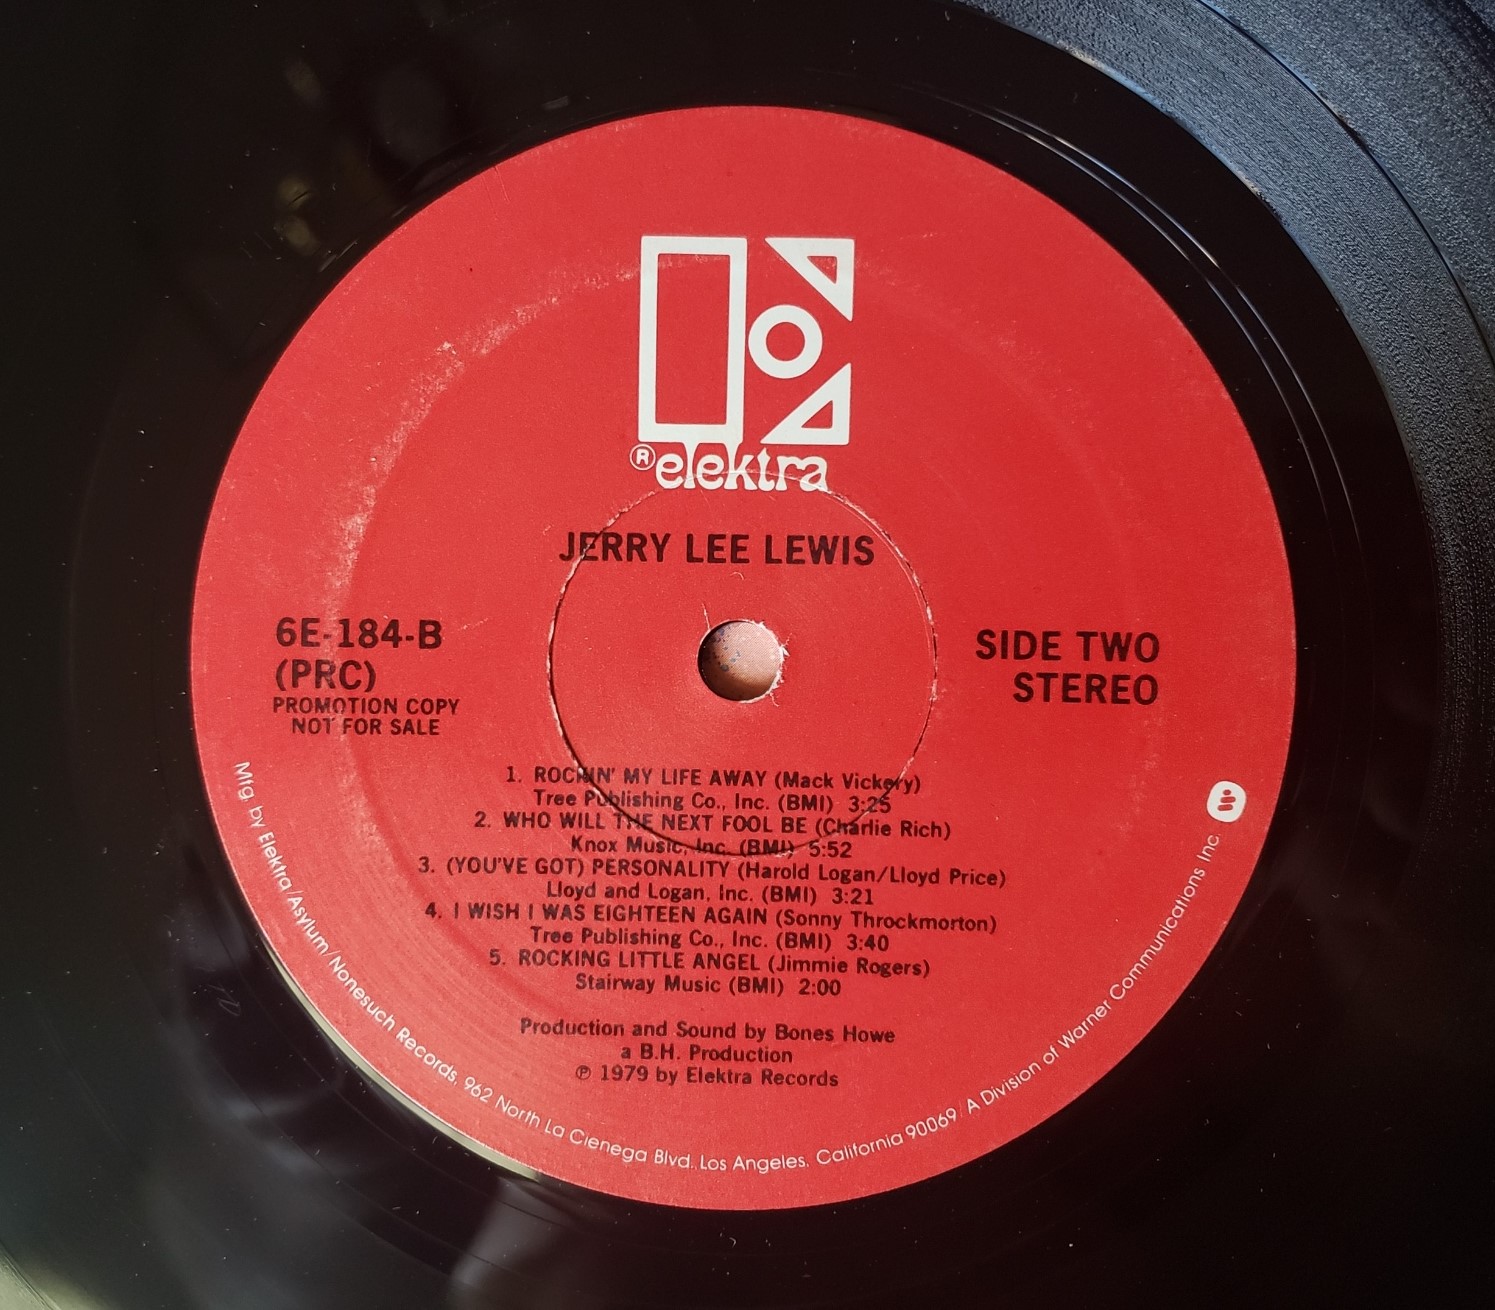 ® elektra
JERRY LEE LEWIS
6E-184-B
(PRC)
PROMOTION COPY
NOT FOR SALE
SIDE TWO
STEREO
1. ROCKIN' MY LIFE AWAY (Mack Vickery)
Tree Publishing Co., Inc. (BMI) 3:25
2. WHO WILL THE NEXT FOOL BE (Charlie Rich)
Knox Music, Inc. (BMI) 5:52
3. (YOU'VE GOT) PERSONALITY (Harold Logan/Lloyd Price)
Lloyd and Logan, Inc. (BMI) 3:21
4. I WISH I WAS EIGHTEEN AGAIN (Sonny Throckmorton)
Tree Publishing Co., Inc. (BMI) 3:40
5. ROCKING LITTLE ANGEL (Jimmie Rogers)
Stairway Music (BMI) 2:00
Production and Sound by Bones Howe
a B.H. Production
℗ 1979 by Elektra Records
Mfg. by Elektra/Asylum/Nonesuch Records, 962 North La Cienega Blvd., Los Angeles, California 90069/A Division of Warner Communications Inc.